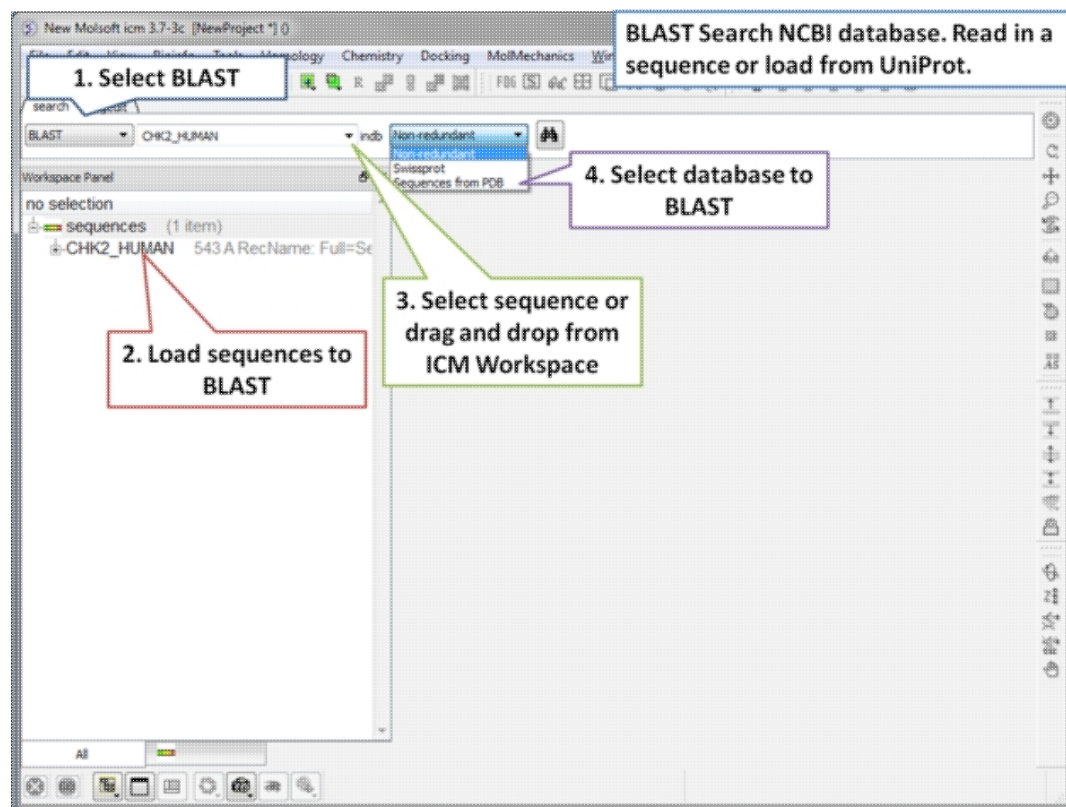 New Molsoft icm 3.7-3c [NewProject *] ()
BLAST Search NCBI database. Read in a
sequence or load from UniProt.
Chemistry Docking MolMechanics
1. Select BLAST
search
BLAST CHK2_HUMAN indb Non-redundant
Non-redundant
Swissprot
Sequences from PDB
4. Select database to
BLAST
Workspace Panel
no selection
sequences (1 item)
CHK2_HUMAN 543 A RecName: Full=Se
3. Select sequence or
drag and drop from
ICM Workspace
2. Load sequences to
BLAST
All